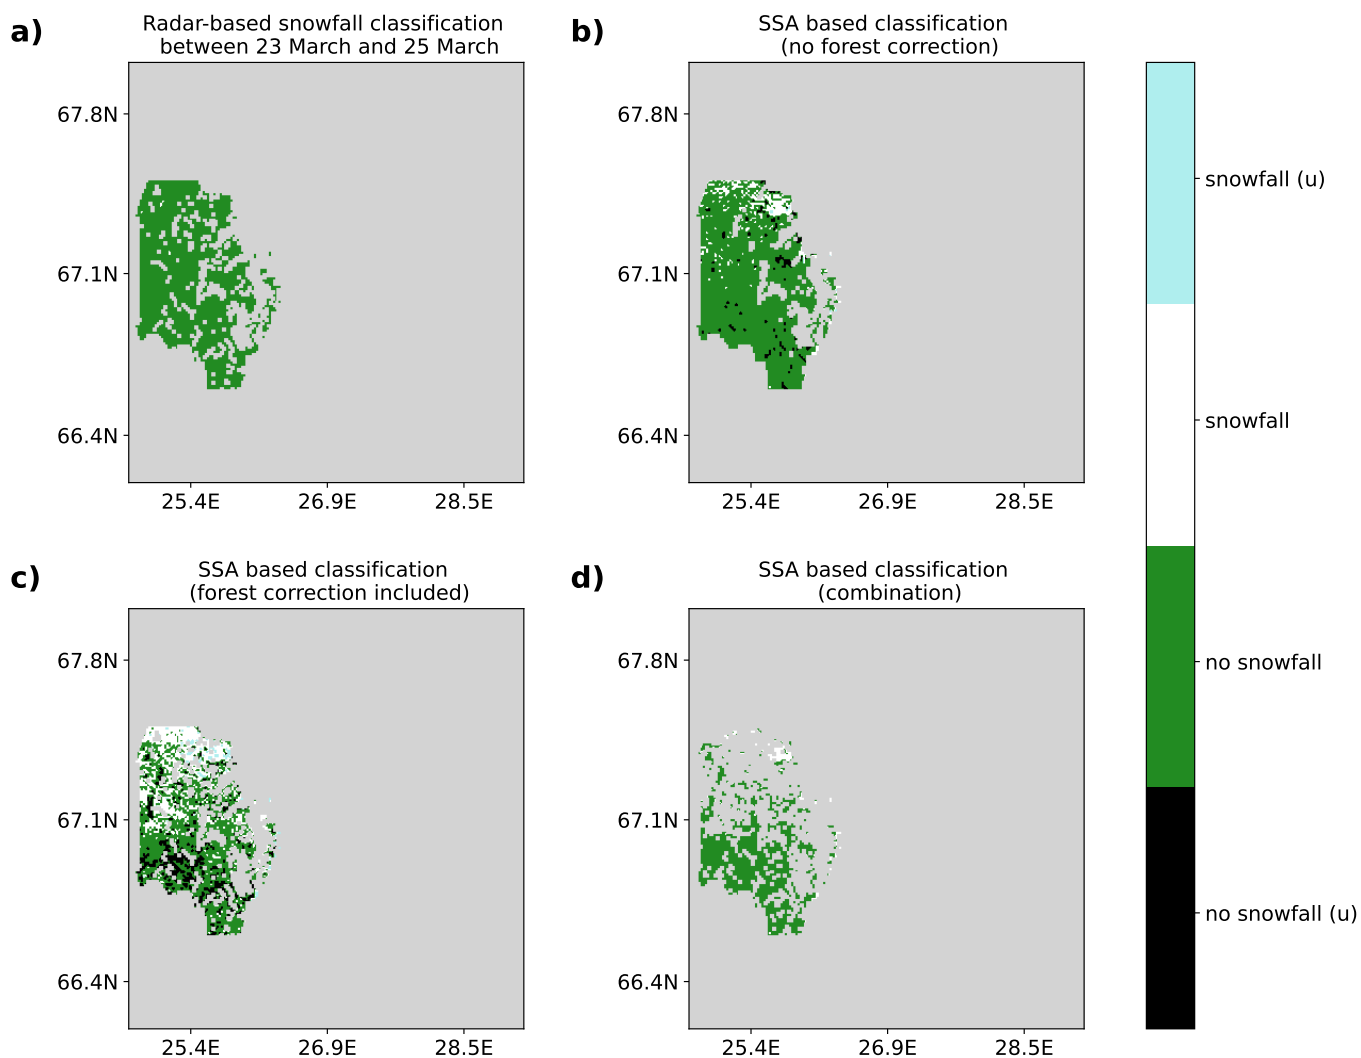 a)
Radar-based snowfall classification
between 23 March and 25 March
67.8N
67.1N
66.4N
25.4E 26.9E 28.5E
b)
SSA based classification
(no forest correction)
67.8N
67.1N
66.4N
25.4E 26.9E 28.5E
c)
SSA based classification
(forest correction included)
67.8N
67.1N
66.4N
25.4E 26.9E 28.5E
d)
SSA based classification
(combination)
67.8N
67.1N
66.4N
25.4E 26.9E 28.5E
snowfall (u)
snowfall
no snowfall
no snowfall (u)